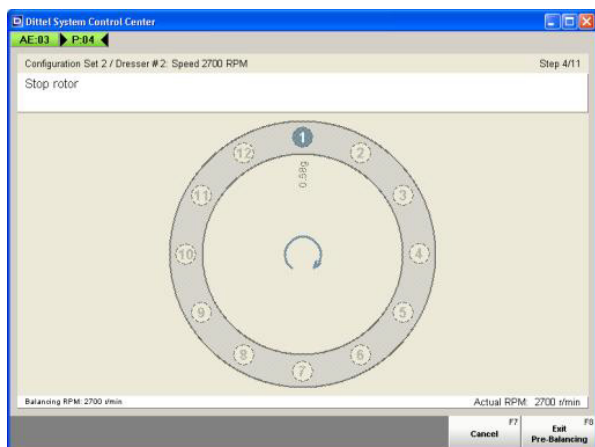 Dittel System Control Center
AE:03 P:04
Configuration Set 2 / Dresser # 2: Speed 2700 RPM Step 4/11
Stop rotor
1
12 2
0.58g
11 3
10 4
9 5
8 6
7
Balancing RPM: 2700 r/min Actual RPM: 2700 r/min
F7 F8
Cancel Exit
Pre-Balancing